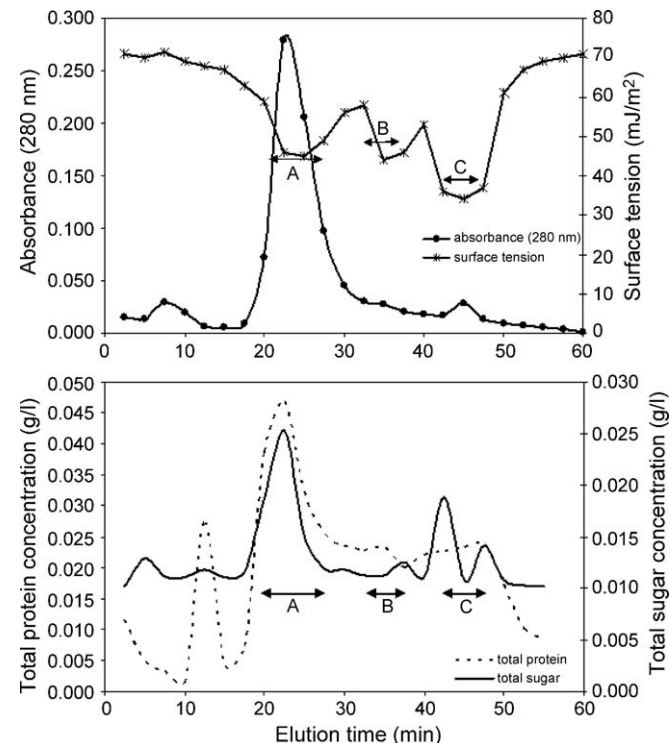 80
0.300
70
0.250
60
0.200
50
B
0.150
40
A
C
30
0.100
20
absorbance (280 nm)
surface tension
0.050
10
0.000
0
0 10 20 30 40 50 60
Absorbance (280 nm)
Surface tension (mJ/m²)
0.050
0.030
0.045
0.040
0.025
0.035
0.020
0.030
0.025
0.015
0.020
0.015
0.010
A B C
0.010
0.005
0.005
total protein
total sugar
0.000
0.000
0 10 20 30 40 50 60
Total protein concentration (g/l)
Total sugar concentration (g/l)
Elution time (min)